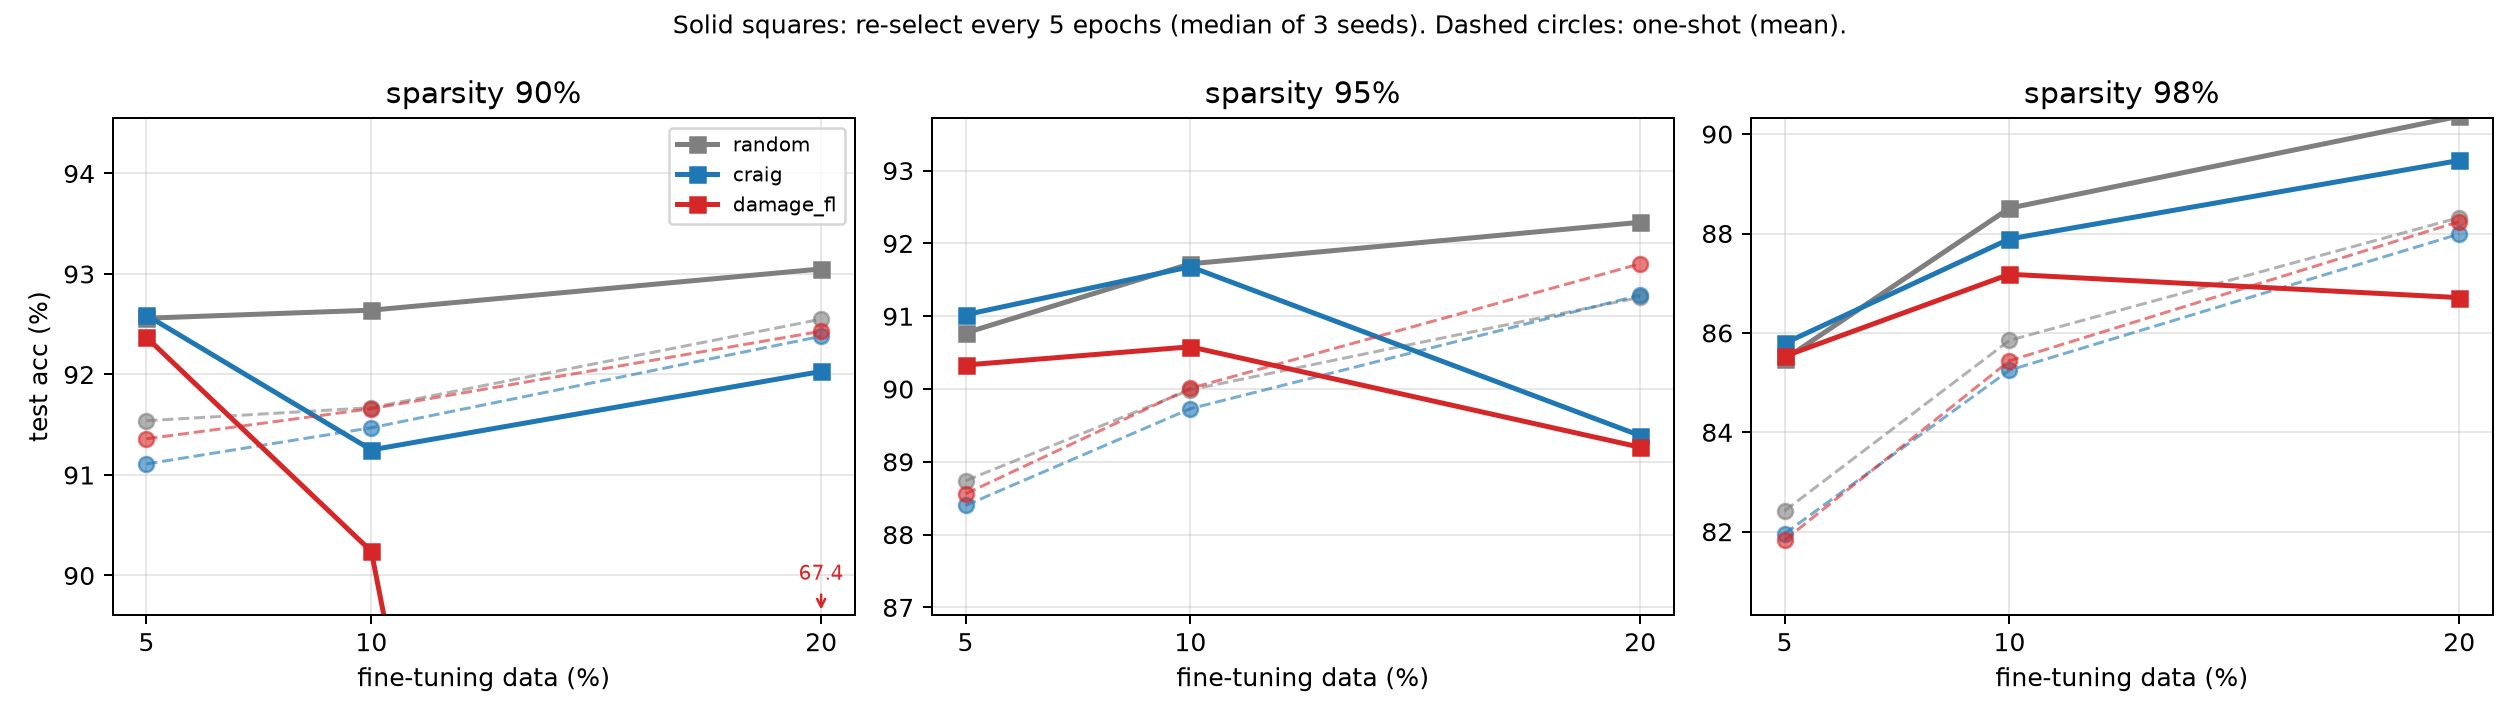 Solid squares: re-select every 5 epochs (median of 3 seeds). Dashed circles: one-shot (mean).
sparsity 90%
test acc (%)
94
93
92
91
90
random
craig
damage_fl
67.4
5
10
20
fine-tuning data (%)
sparsity 95%
93
92
91
90
89
88
87
5
10
20
fine-tuning data (%)
sparsity 98%
90
88
86
84
82
5
10
20
fine-tuning data (%)